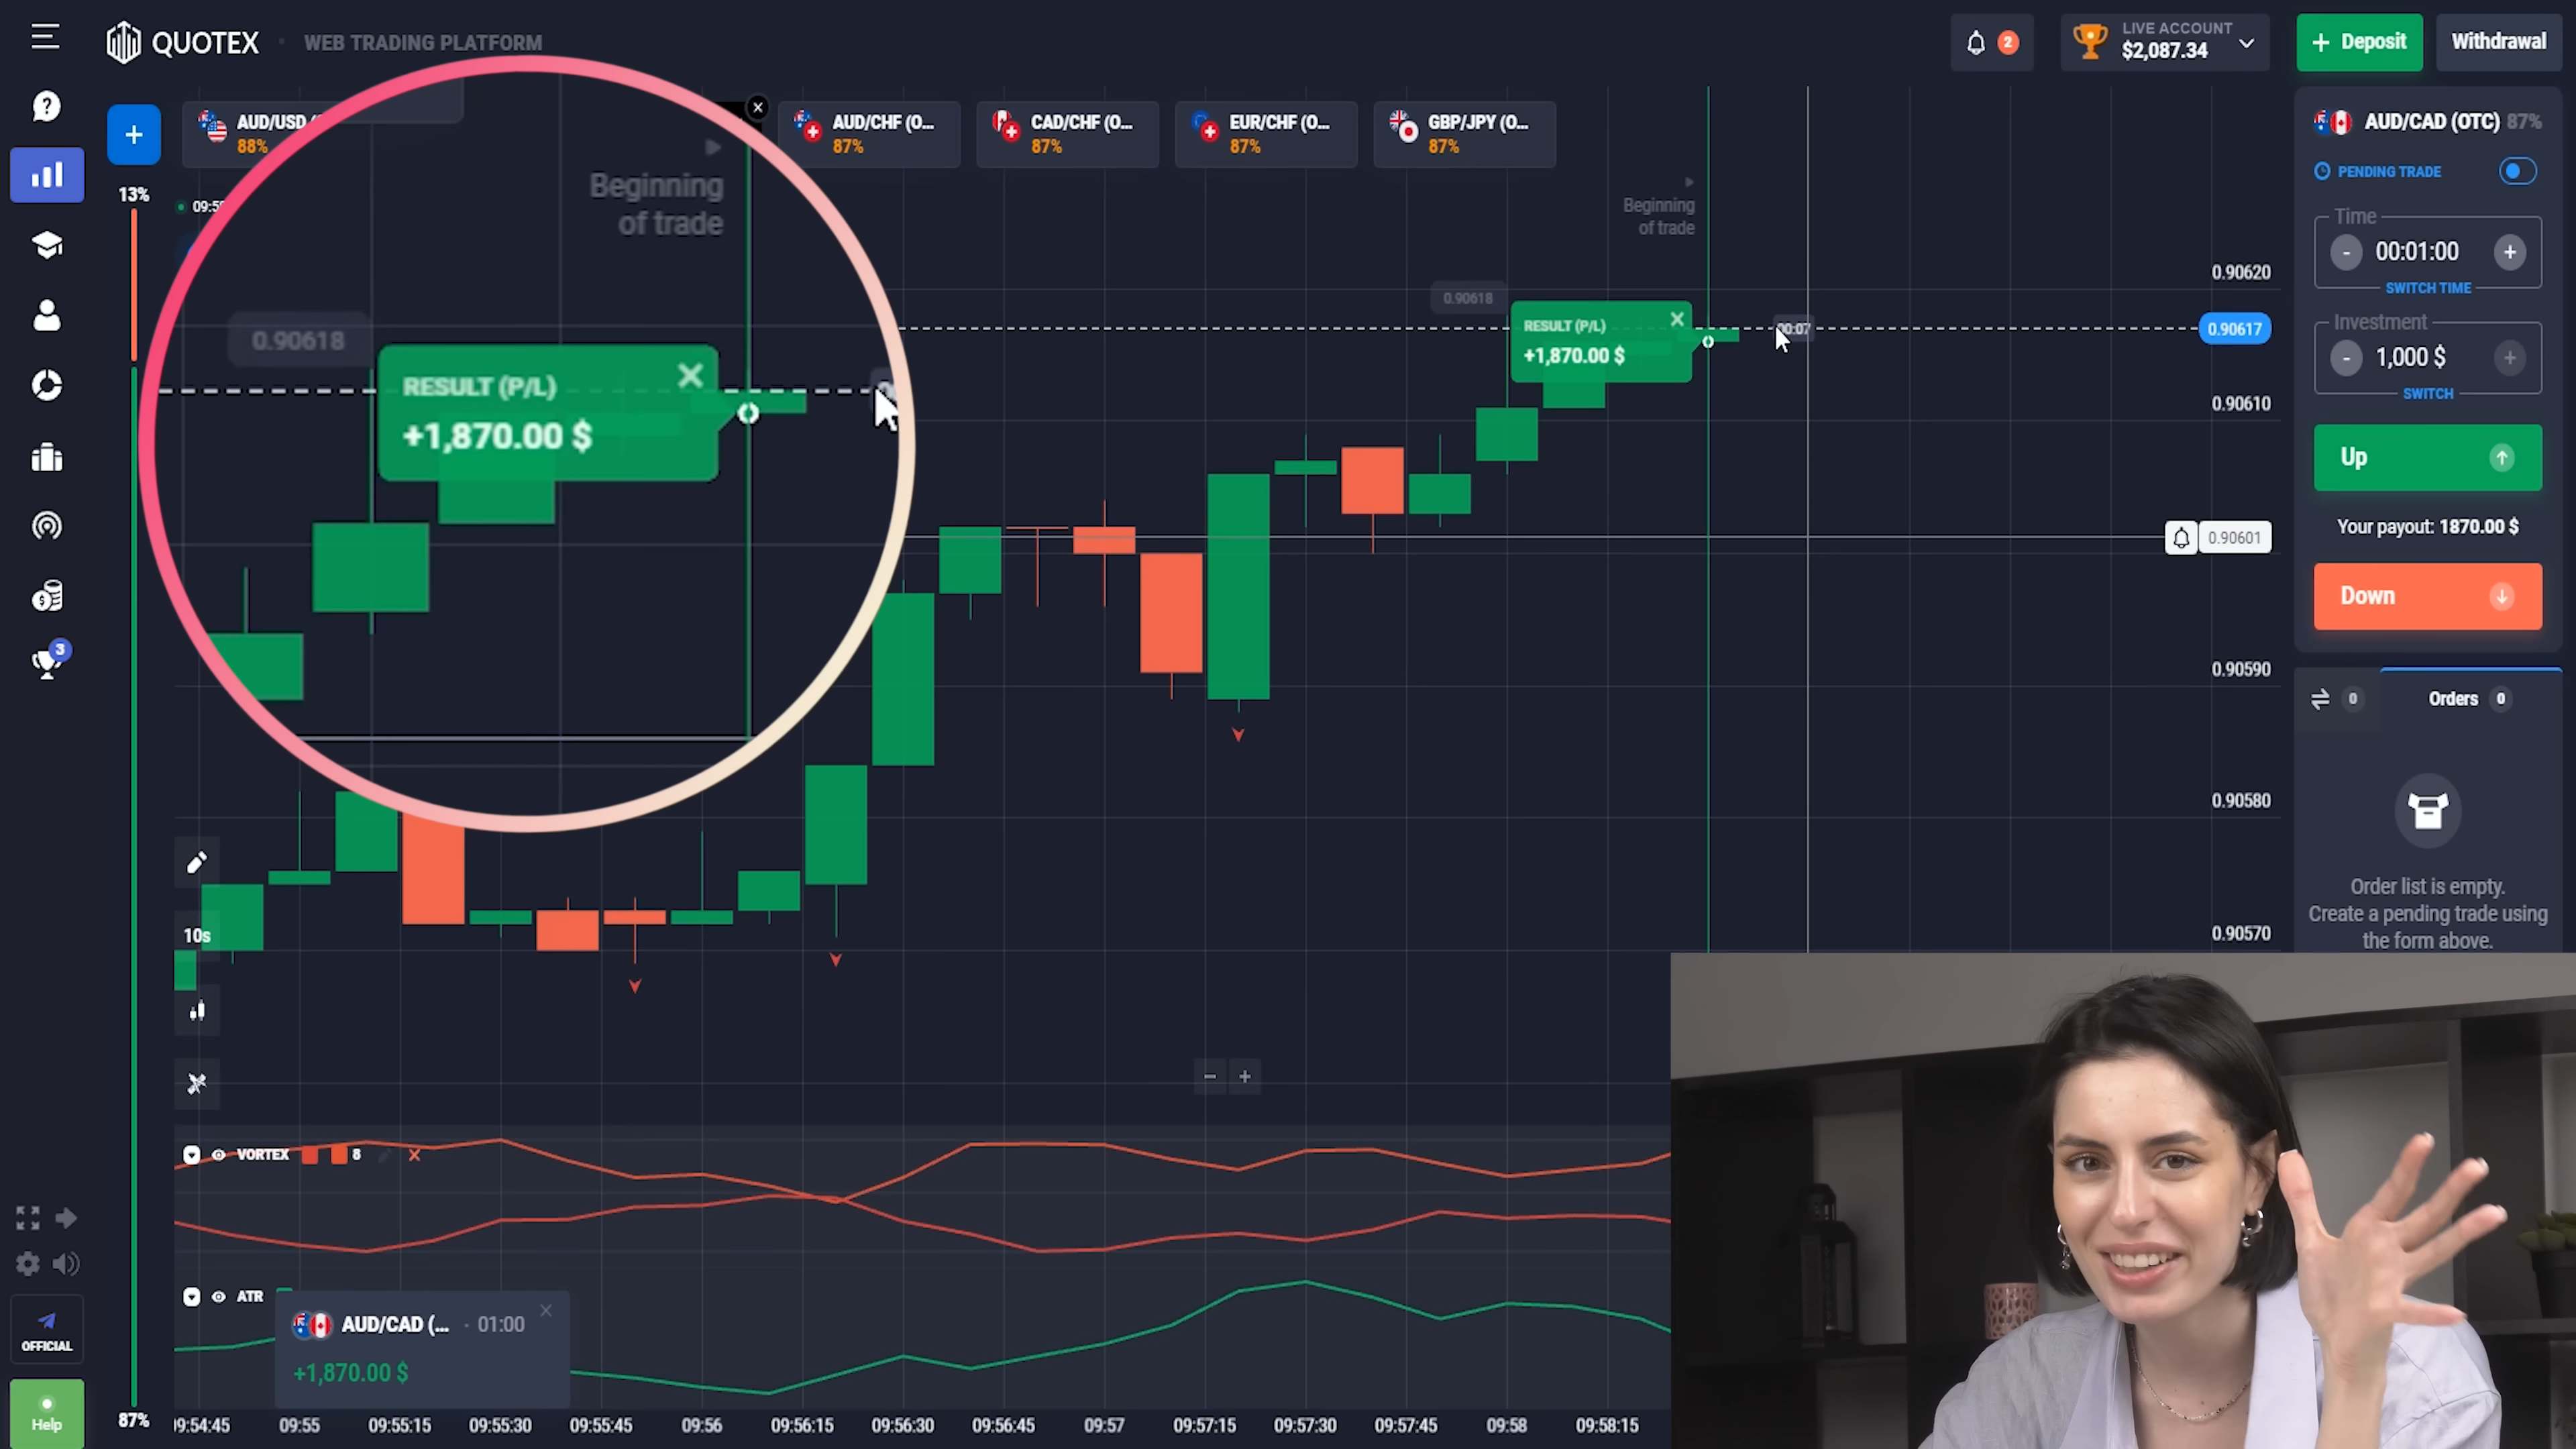 QUOTEX
WEB TRADING PLATFORM
2
LIVE ACCOUNT
$2,087.34
+ Deposit
Withdrawal
+
AUD/USD
88%
AUD/CHF (O...
87%
CAD/CHF (O...
87%
EUR/CHF (O...
87%
GBP/JPY (O...
87%
13%
Beginning
of trade
0.90618
RESULT (P/L)
+1,870.00 $
Beginning
of trade
0.90618
RESULT (P/L)
+1,870.00 $
00:07
0.90620
0.90617
0.90610
0.90601
0.90590
0.90580
0.90570
AUD/CAD (OTC) 87%
PENDING TRADE
Time
- 00:01:00 +
SWITCH TIME
Investment
- 1,000 $ +
SWITCH
Up
Your payout: 1870.00 $
Down
0
Orders 0
Order list is empty.
Create a pending trade using
the form above.
3
10s
VORTEX 8
ATR
AUD/CAD (... · 01:00
+1,870.00 $
OFFICIAL
Help
87%
09:54:45 09:55 09:55:15 09:55:30 09:55:45 09:56 09:56:15 09:56:30 09:56:45 09:57 09:57:15 09:57:30 09:57:45 09:58 09:58:15